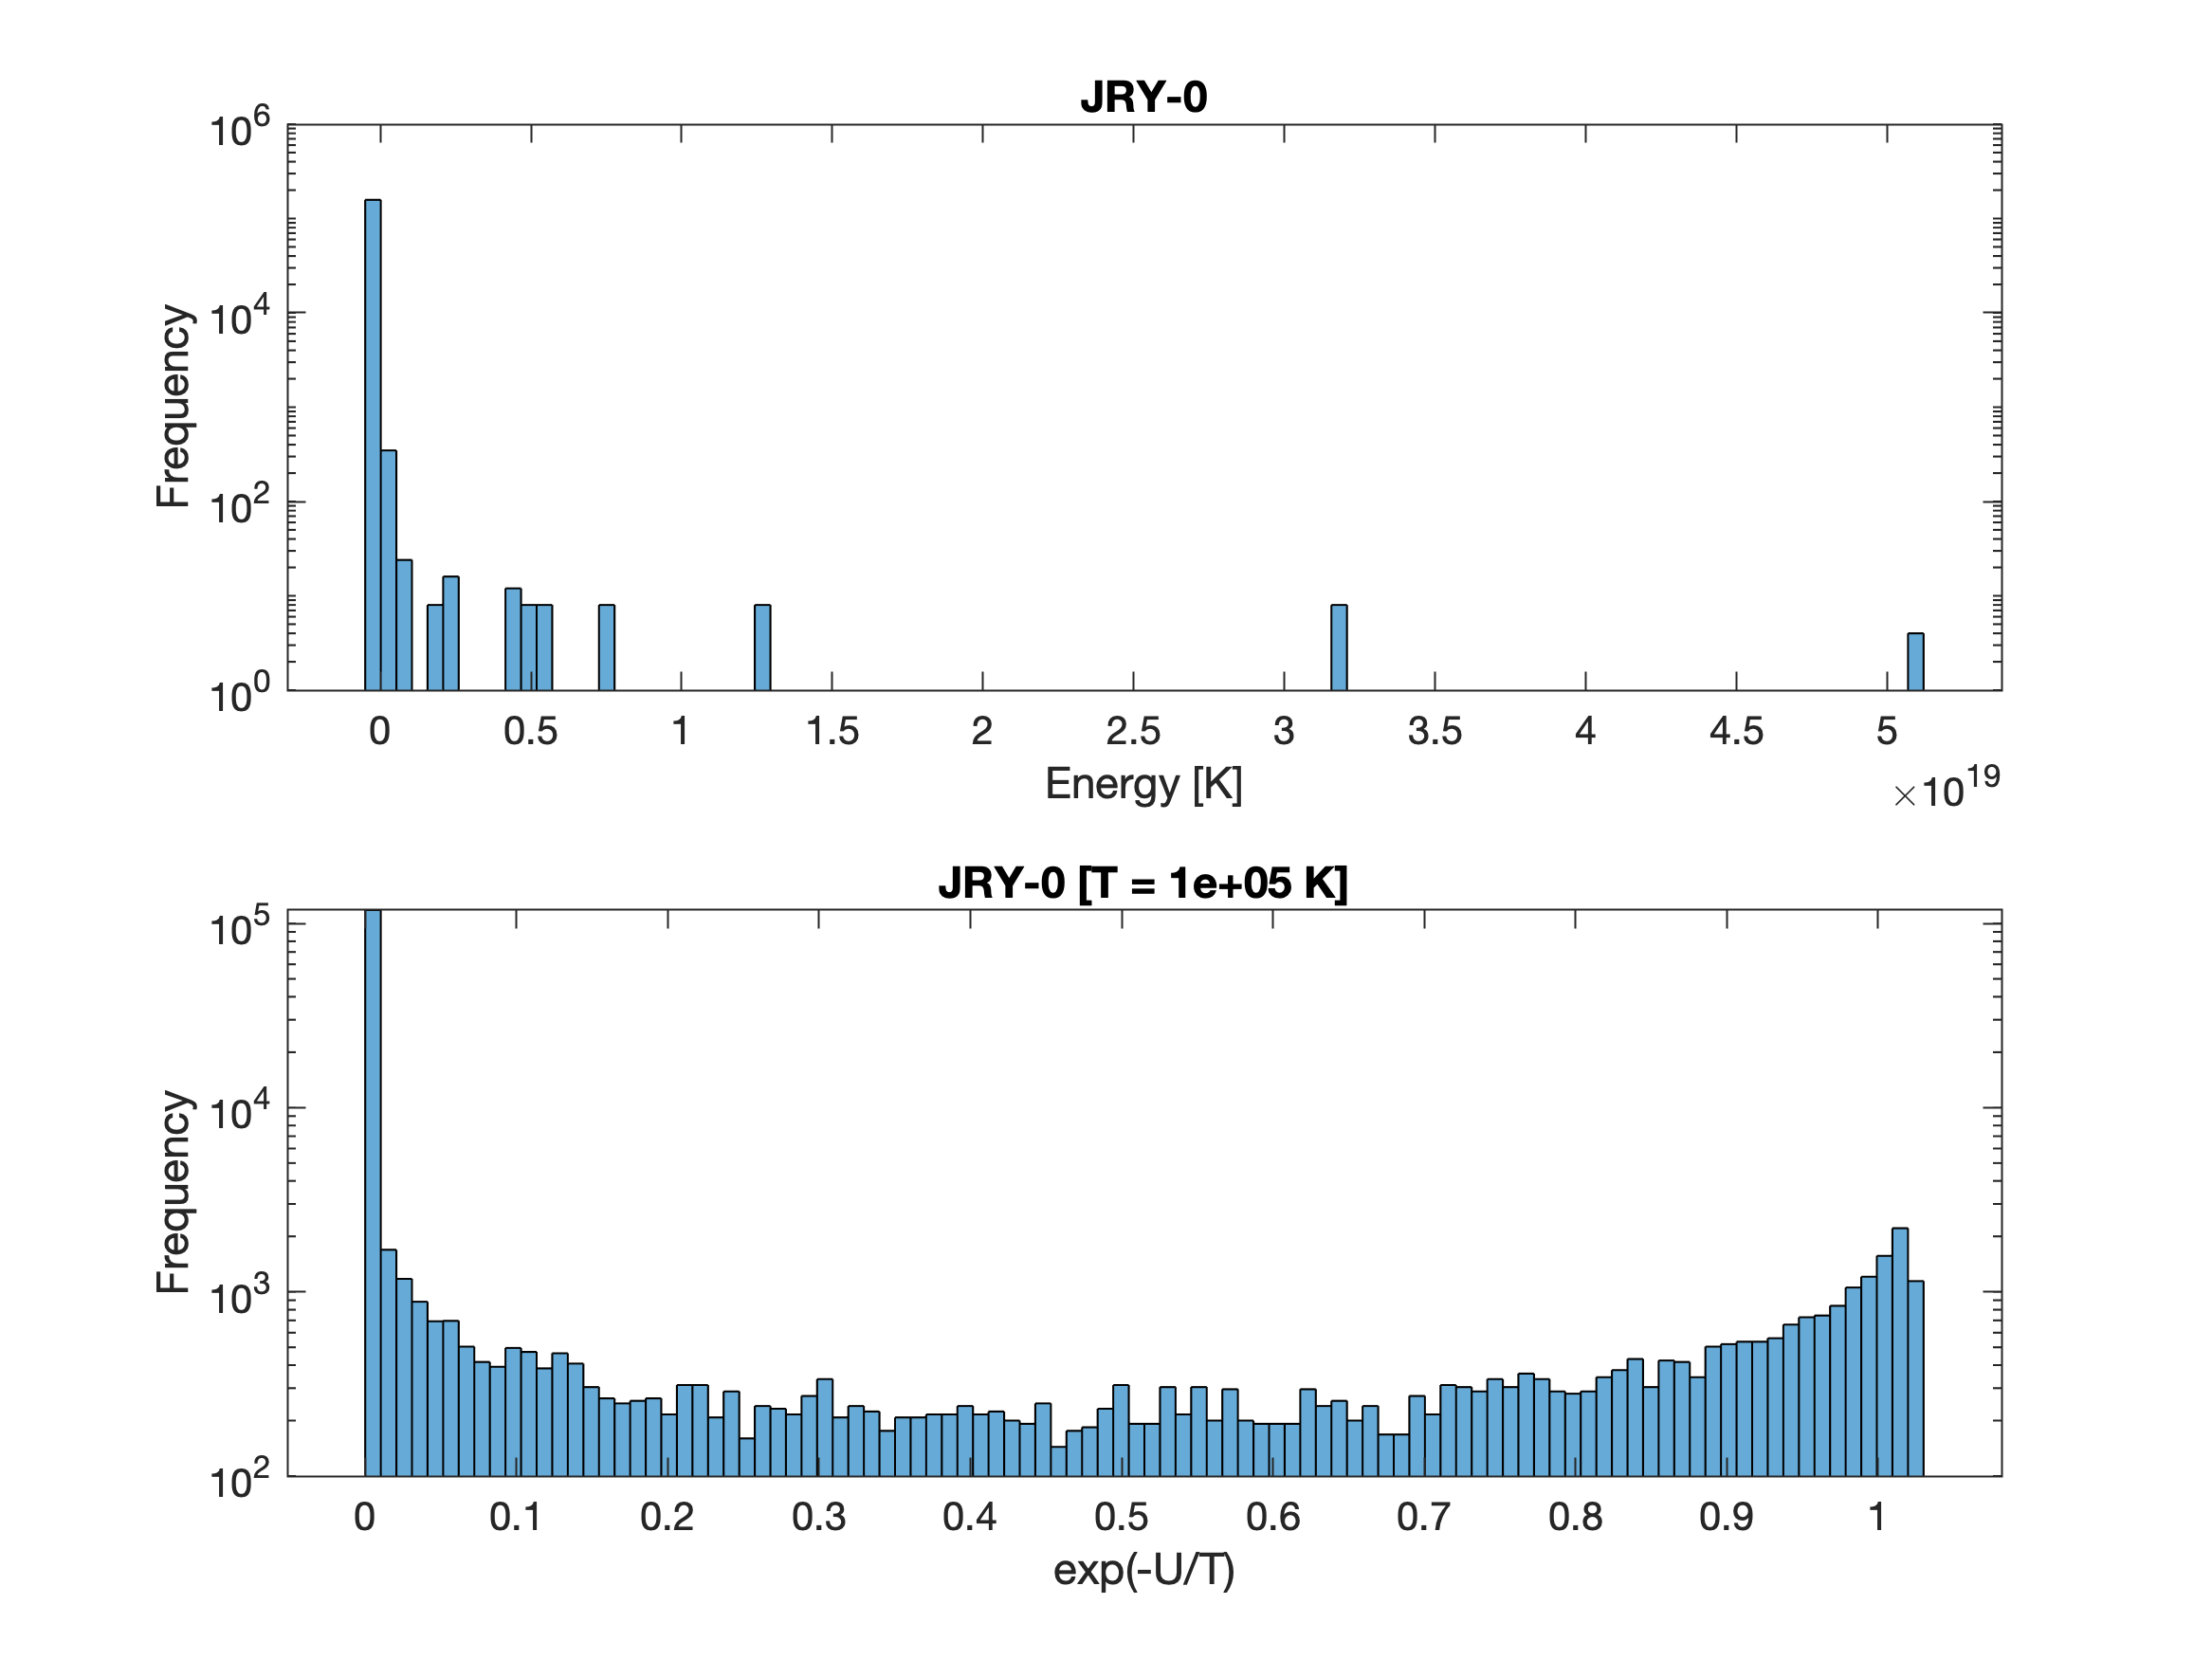 JRY-0
10^6
10^4
10^2
10^0
Frequency
0 0.5 1 1.5 2 2.5 3 3.5 4 4.5 5
Energy [K]
×10^19
JRY-0 [T = 1e+05 K]
10^5
10^4
10^3
10^2
Frequency
0 0.1 0.2 0.3 0.4 0.5 0.6 0.7 0.8 0.9 1
exp(-U/T)